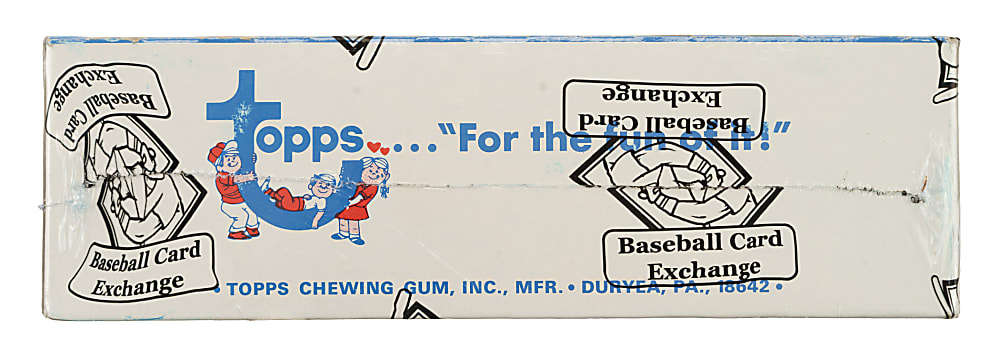 Baseball Card
Exchange
Baseball Card
Exchange
topps..... "For the fun of it!"
Baseball Card
Exchange
Baseball Card
Exchange
• TOPPS CHEWING GUM, INC., MFR. • DURYEA, PA., 18642 •